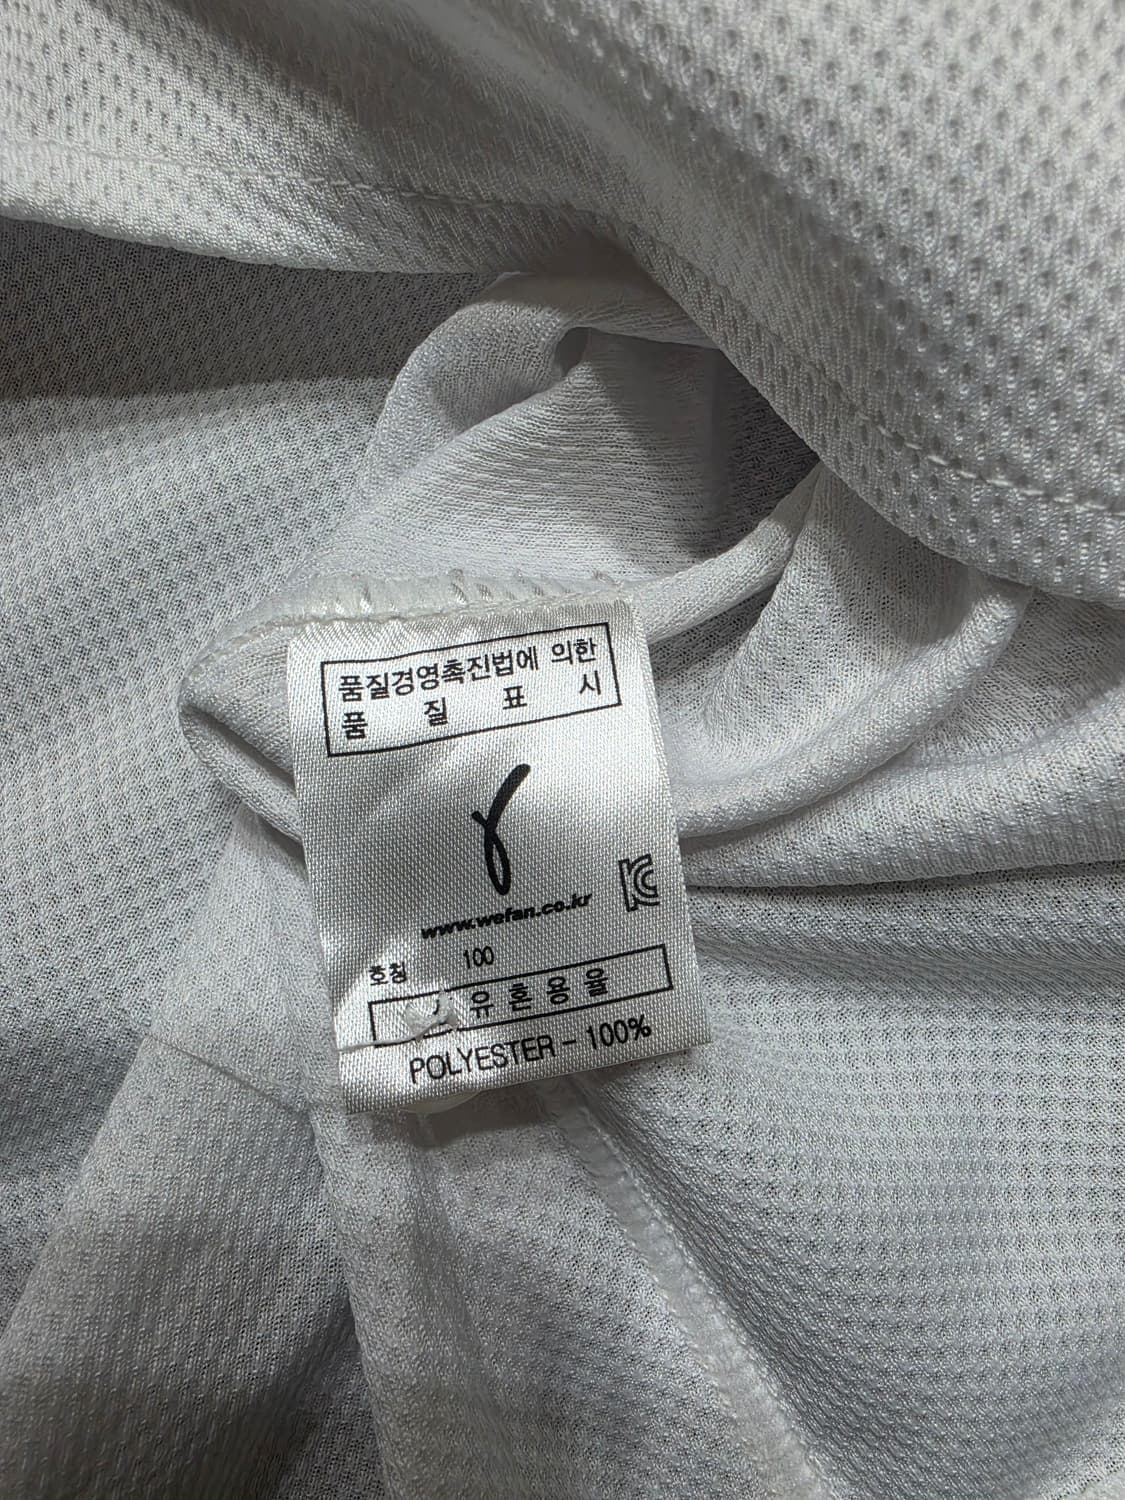 품질경영촉진법에 의한
품 질 표 시
www.wefan.co.kr
KC
호칭 100
유 혼 용 율
POLYESTER - 100%